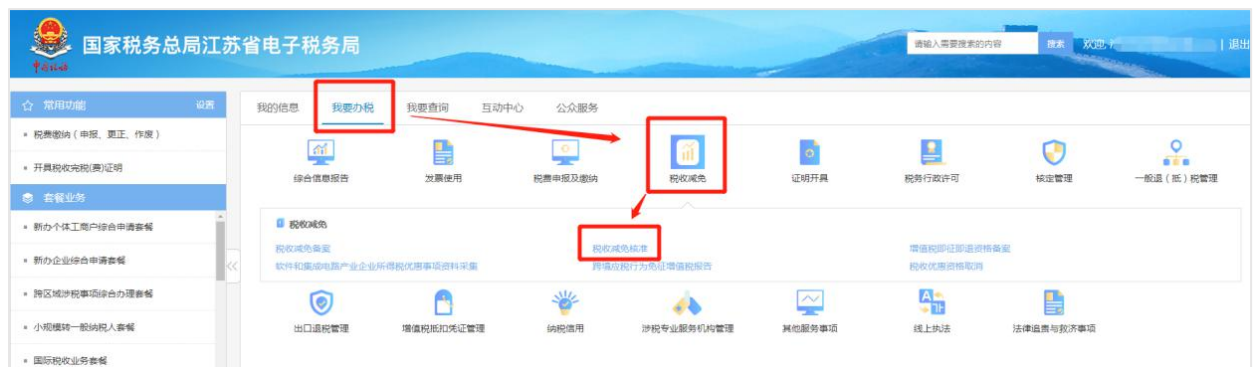 国家税务总局江苏省电子税务局
请输入需要搜索的内容 搜索 欢迎, | 退出
中国税务
常用功能 设置
我的信息 我要办税 我要查询 互动中心 公众服务
税费缴纳(申报、更正、作废)
开具税收完税(费)证明
综合信息报告 发票使用 税费申报及缴纳 税收减免 证明开具 税务行政许可 核定管理 一般退(抵)税管理
套餐业务
新办个体工商户综合申请套餐
新办企业综合申请套餐
跨区域涉税事项综合办理套餐
小规模转一般纳税人套餐
国际税收业务套餐
税收减免
税收减免备案 税收减免核准 增值税即征即退资格备案
软件和集成电路产业企业所得税优惠事项资料采集 跨境应税行为免征增值税报告 税收优惠资格取消
出口退税管理 增值税抵扣凭证管理 纳税信用 涉税专业服务机构管理 其他服务事项 线上执法 法律追责与救济事项